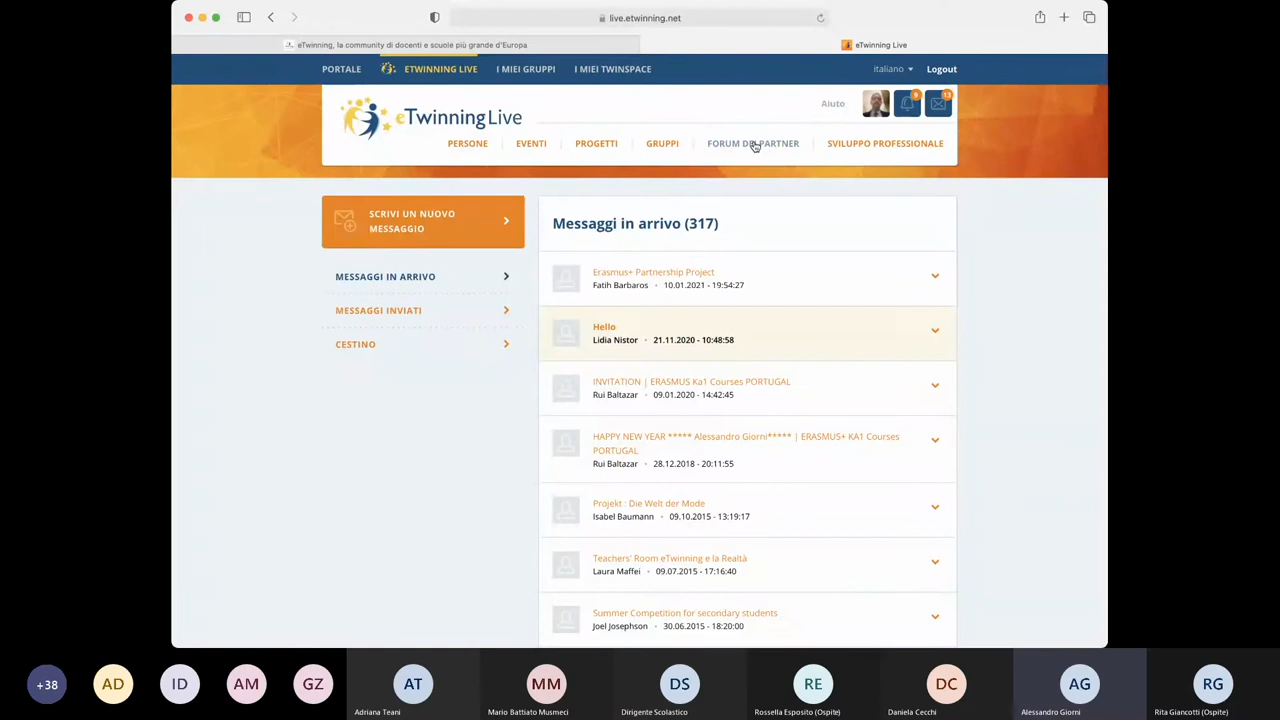 live.etwinning.net
eTwinning, la community di docenti e scuole più grande d'Europa
eTwinning Live
PORTALE
ETWINNING LIVE
I MIEI GRUPPI
I MIEI TWINSPACE
italiano
Logout
eTwinning Live
Aiuto
9
13
PERSONE
EVENTI
PROGETTI
GRUPPI
FORUM DEI PARTNER
SVILUPPO PROFESSIONALE
SCRIVI UN NUOVO
MESSAGGIO
MESSAGGI IN ARRIVO
MESSAGGI INVIATI
CESTINO
Messaggi in arrivo (317)
Erasmus+ Partnership Project
Fatih Barbaros • 10.01.2021 - 19:54:27
Hello
Lidia Nistor • 21.11.2020 - 10:48:58
INVITATION | ERASMUS Ka1 Courses PORTUGAL
Rui Baltazar • 09.01.2020 - 14:42:45
HAPPY NEW YEAR ***** Alessandro Giorni***** | ERASMUS+ KA1 Courses
PORTUGAL
Rui Baltazar • 28.12.2018 - 20:11:55
Projekt : Die Welt der Mode
Isabel Baumann • 09.10.2015 - 13:19:17
Teachers' Room eTwinning e la Realtà
Laura Maffei • 09.07.2015 - 17:16:40
Summer Competition for secondary students
Joel Josephson • 30.06.2015 - 18:20:00
+38
AD
ID
AM
GZ
AT
MM
DS
RE
DC
AG
RG
Adriana Teani
Mario Battiato Musmeci
Dirigente Scolastico
Rossella Esposito (Ospite)
Daniela Cecchi
Alessandro Giorni
Rita Giancotti (Ospite)